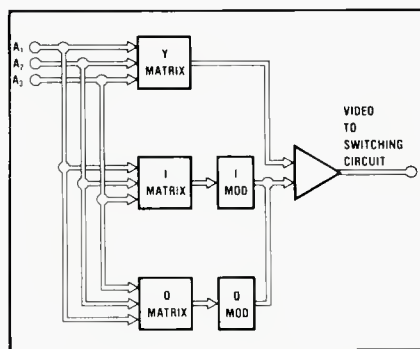 A₁
A₂
A₃
Y
MATRIX
I
MATRIX
I
MOD
Q
MATRIX
Q
MOD
VIDEO
TO
SWITCHING
CIRCUIT